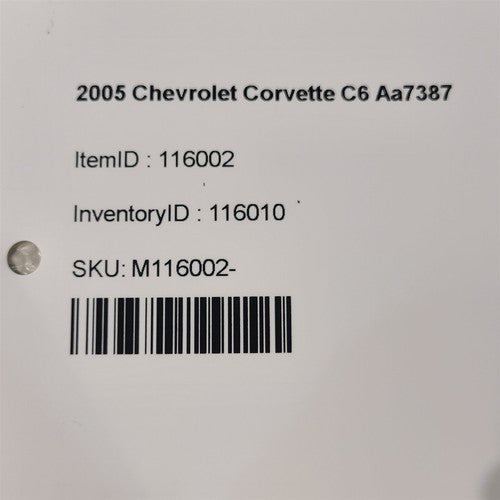 2005 Chevrolet Corvette C6 Aa7387
ItemID : 116002
InventoryID : 116010
SKU: M116002-